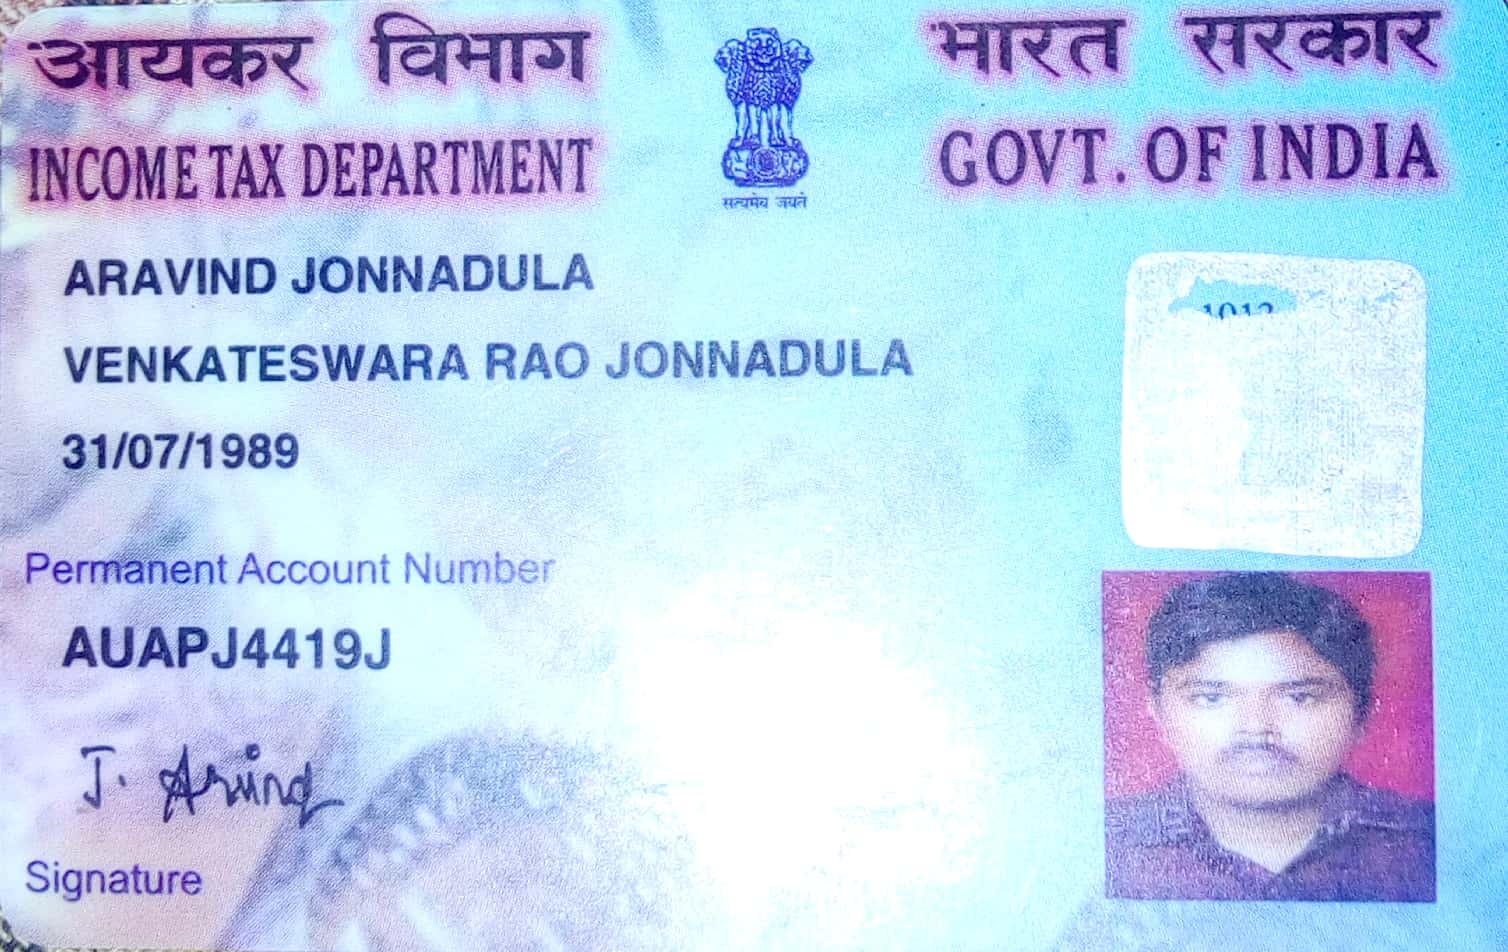 आयकर विभाग
INCOME TAX DEPARTMENT
सत्यमेव जयते
भारत सरकार
GOVT. OF INDIA
ARAVIND JONNADULA
VENKATESWARA RAO JONNADULA
31/07/1989
Permanent Account Number
AUAPJ4419J
J. Arvind
Signature